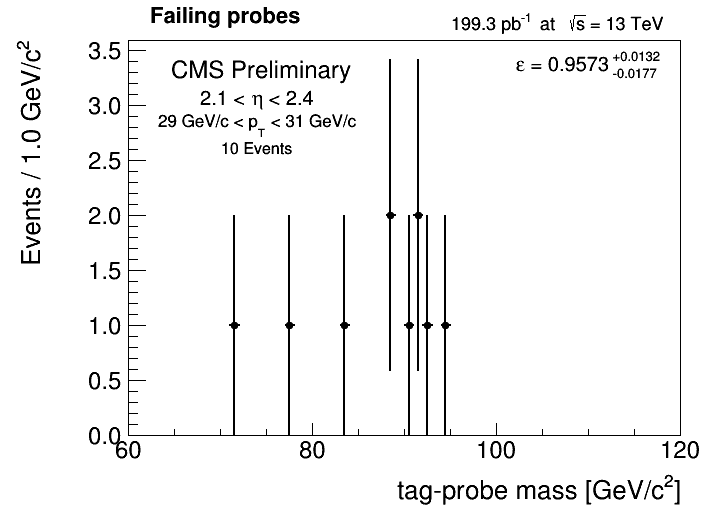 Failing probes
199.3 pb⁻¹ at √s = 13 TeV
CMS Preliminary
2.1 < η < 2.4
29 GeV/c < p_T < 31 GeV/c
10 Events
ε = 0.9573 +0.0132 -0.0177
Events / 1.0 GeV/c²
3.5
3.0
2.5
2.0
1.5
1.0
0.5
0.0
60 80 100 120
tag-probe mass [GeV/c²]